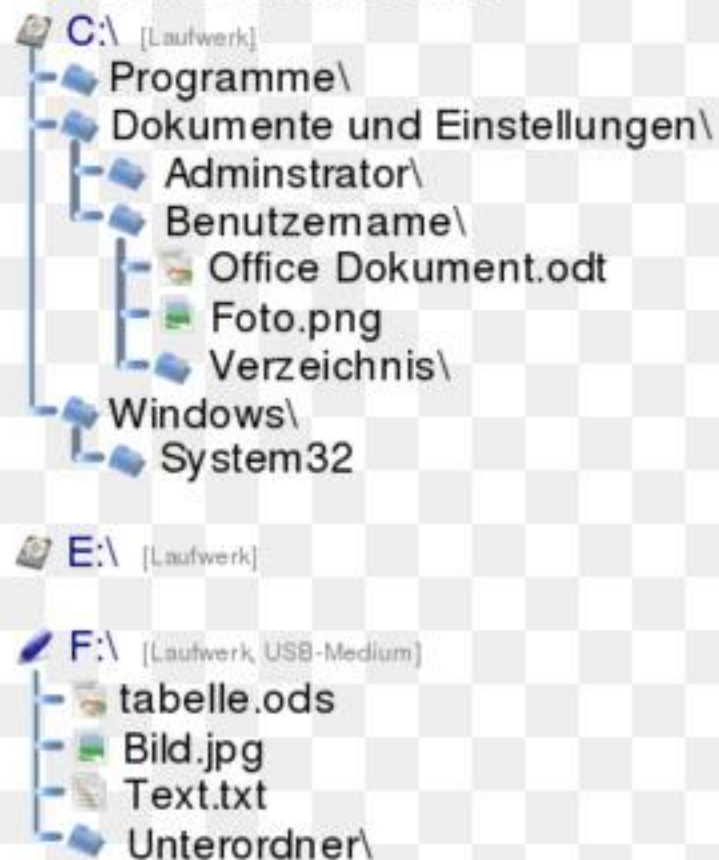 C:\ [Laufwerk]
Programme\
Dokumente und Einstellungen\
Adminstrator\
Benutzername\
Office Dokument.odt
Foto.png
Verzeichnis\
Windows\
System32
E:\ [Laufwerk]
F:\ [Laufwerk, USB-Medium]
tabelle.ods
Bild.jpg
Text.txt
Unterordner\